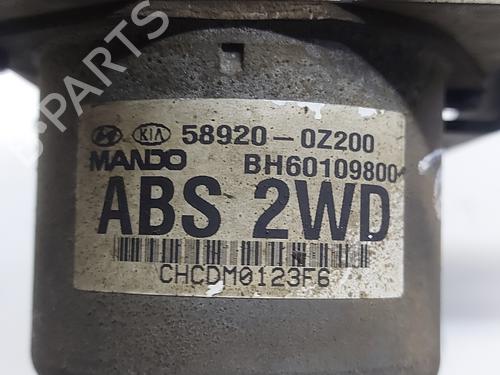 B-PARTS
KIA 58920-0Z200
MANDO BH60109800
ABS 2WD
CHCDM0123F6